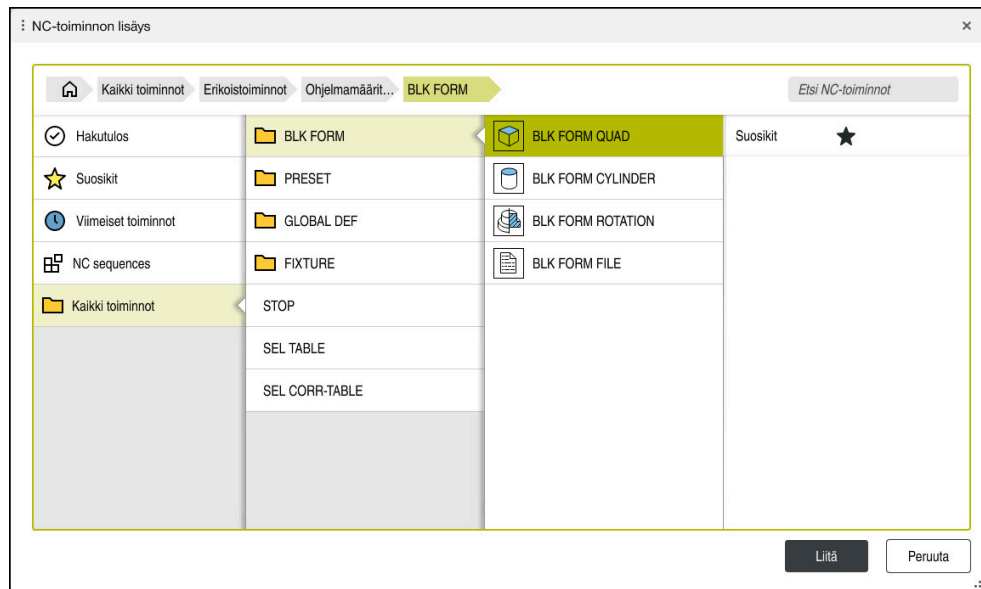 NC-toiminnon lisäys
Kaikki toiminnot Erikoistoiminnot Ohjelmamäärit... BLK FORM Etsi NC-toiminnot
Hakutulos BLK FORM BLK FORM QUAD Suosikit
Suosikit PRESET BLK FORM CYLINDER
Viimeiset toiminnot GLOBAL DEF BLK FORM ROTATION
NC sequences FIXTURE BLK FORM FILE
Kaikki toiminnot STOP
SEL TABLE
SEL CORR-TABLE
Liitä Peruuta